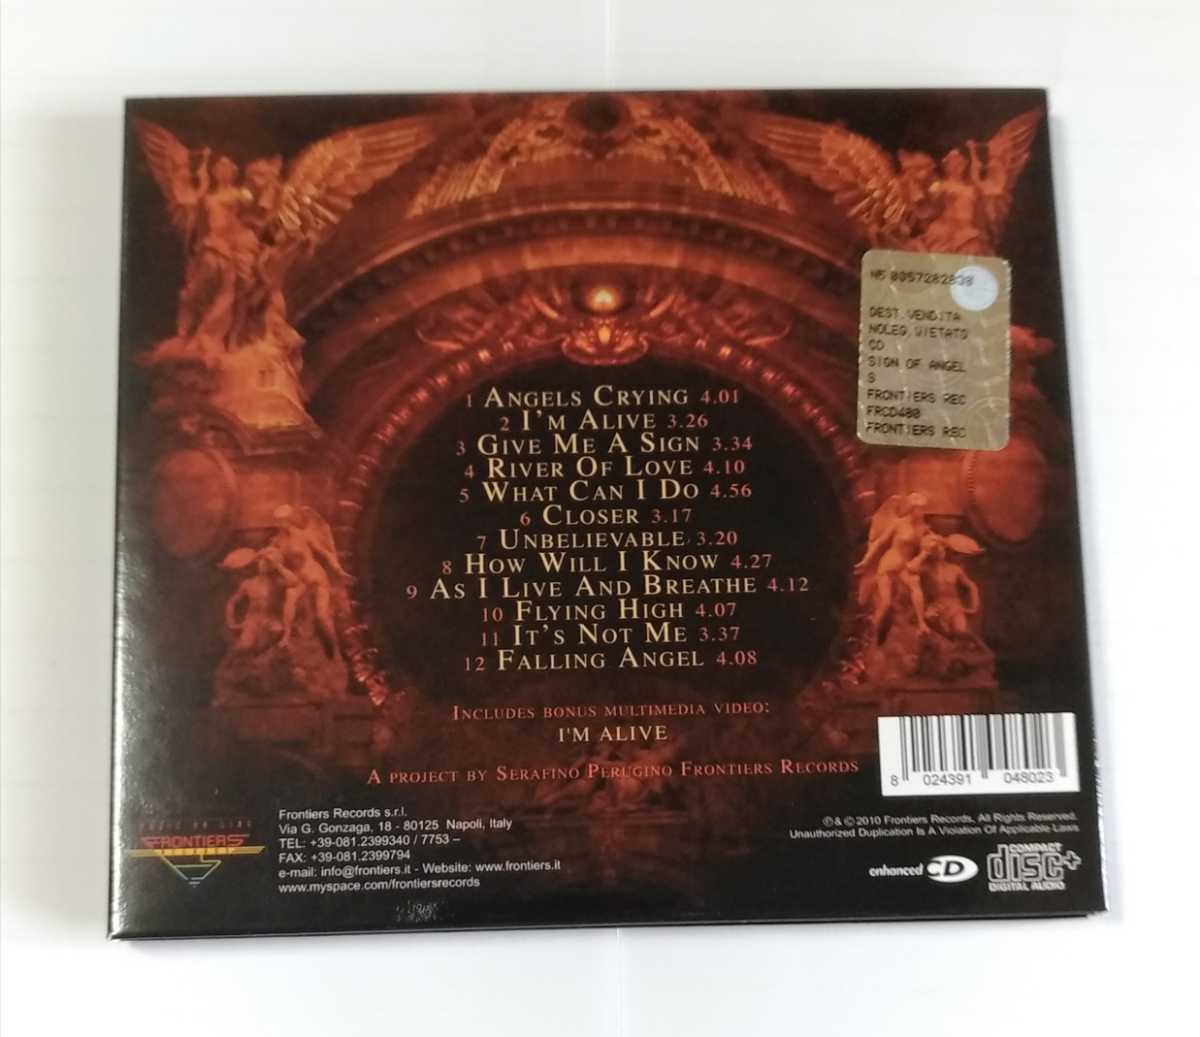 N5 0057202830
DEST.VENDITA
NOLEG.VIETATO
CD
SIGN OF ANGEL
S
FRONTIERS REC
FRCD480
FRONTIERS REC
1 ANGELS CRYING 4.01
2 I'M ALIVE 3.26
3 GIVE ME A SIGN 3.34
4 RIVER OF LOVE 4.10
5 WHAT CAN I DO 4.56
6 CLOSER 3.17
7 UNBELIEVABLE 3.20
8 HOW WILL I KNOW 4.27
9 AS I LIVE AND BREATHE 4.12
10 FLYING HIGH 4.07
11 IT'S NOT ME 3.37
12 FALLING ANGEL 4.08
INCLUDES BONUS MULTIMEDIA VIDEO:
I'M ALIVE
A PROJECT BY SERAFINO PERUGINO FRONTIERS RECORDS
8 024391 048023
FRONTIERS
RECORDS
Frontiers Records s.r.l.
Via G. Gonzaga, 18 - 80125 Napoli, Italy
TEL: +39-081.2399340 / 7753 –
FAX: +39-081.2399794
e-mail: info@frontiers.it - Website: www.frontiers.it
www.myspace.com/frontiersrecords
℗& © 2010 Frontiers Records, All Rights Reserved.
Unauthorized Duplication Is A Violation Of Applicable Laws
enhanced CD
COMPACT
disc+
DIGITAL AUDIO